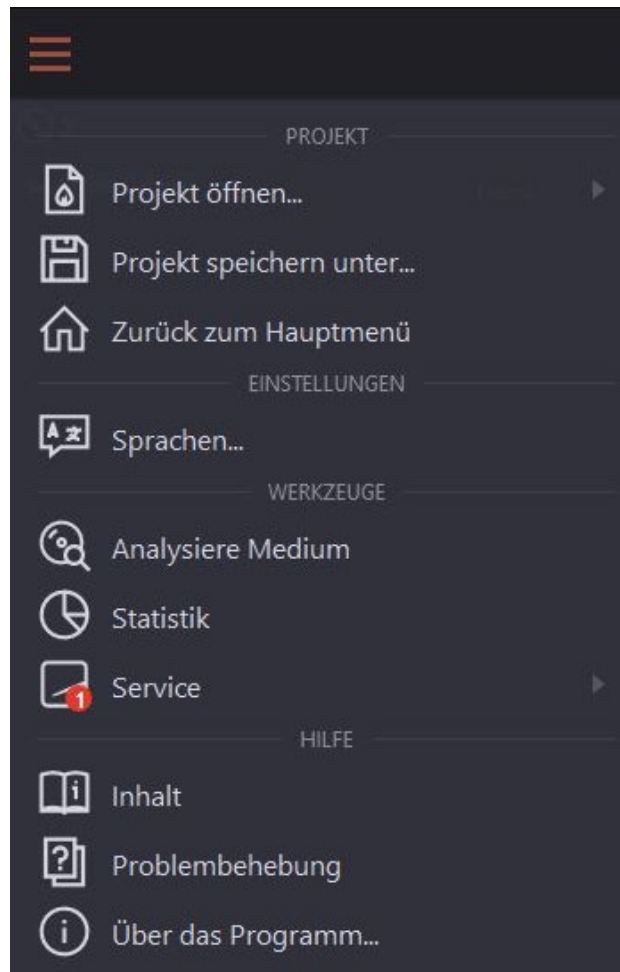 PROJEKT
Projekt öffnen...
Projekt speichern unter...
Zurück zum Hauptmenü
EINSTELLUNGEN
A
Sprachen...
WERKZEUGE
Analysiere Medium
Statistik
1
Service
HILFE
i
Inhalt
?
Problembehebung
i
Über das Programm...